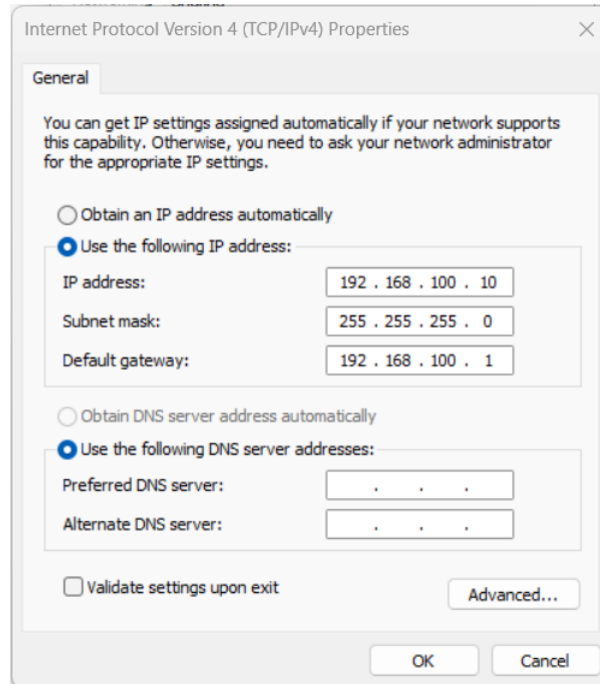 Internet Protocol Version 4 (TCP/IPv4) Properties
General
You can get IP settings assigned automatically if your network supports
this capability. Otherwise, you need to ask your network administrator
for the appropriate IP settings.
Obtain an IP address automatically
Use the following IP address:
IP address: 192 . 168 . 100 . 10
Subnet mask: 255 . 255 . 255 . 0
Default gateway: 192 . 168 . 100 . 1
Obtain DNS server address automatically
Use the following DNS server addresses:
Preferred DNS server: . . .
Alternate DNS server: . . .
Validate settings upon exit
Advanced...
OK Cancel